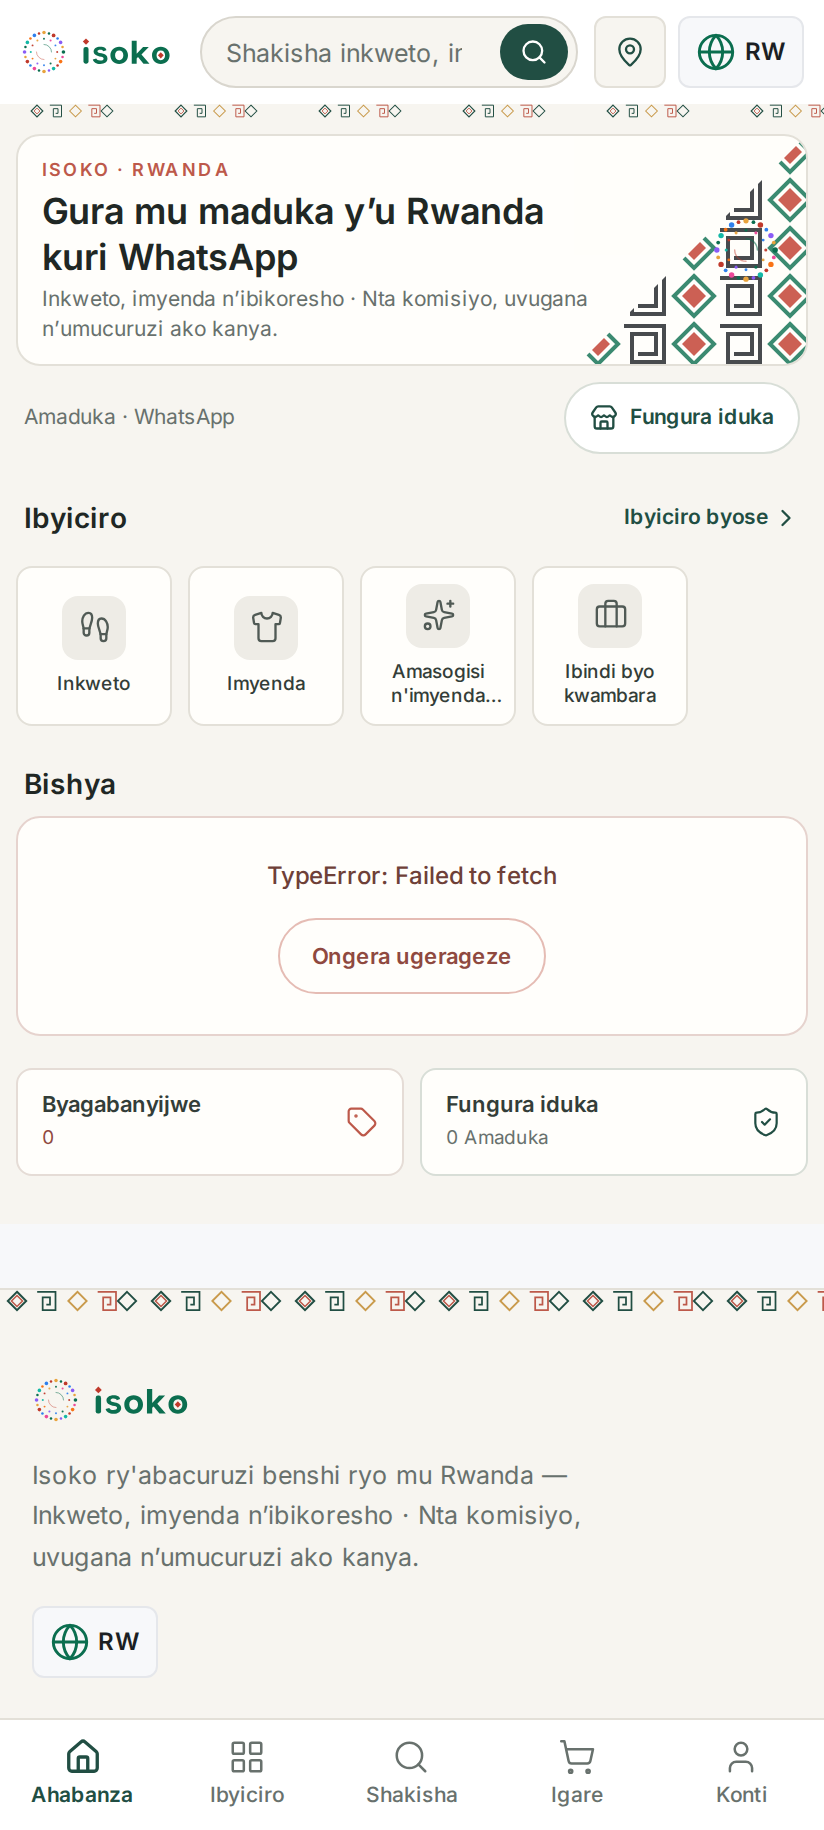 isoko
Shakisha inkweto, ir
RW
ISOKO · RWANDA
Gura mu maduka y’u Rwanda
kuri WhatsApp
Inkweto, imyenda n’ibikoresho · Nta komisiyo, uvugana
n’umucuruzi ako kanya.
Amaduka · WhatsApp
Fungura iduka
Ibyiciro
Ibyiciro byose
Inkweto
Imyenda
Amasogisi
n'imyenda...
Ibindi byo
kwambara
Bishya
TypeError: Failed to fetch
Ongera ugerageze
Byagabanyijwe
0
Fungura iduka
0 Amaduka
isoko
Isoko ry'abacuruzi benshi ryo mu Rwanda —
Inkweto, imyenda n’ibikoresho · Nta komisiyo,
uvugana n’umucuruzi ako kanya.
RW
Ahabanza
Ibyiciro
Shakisha
Igare
Konti